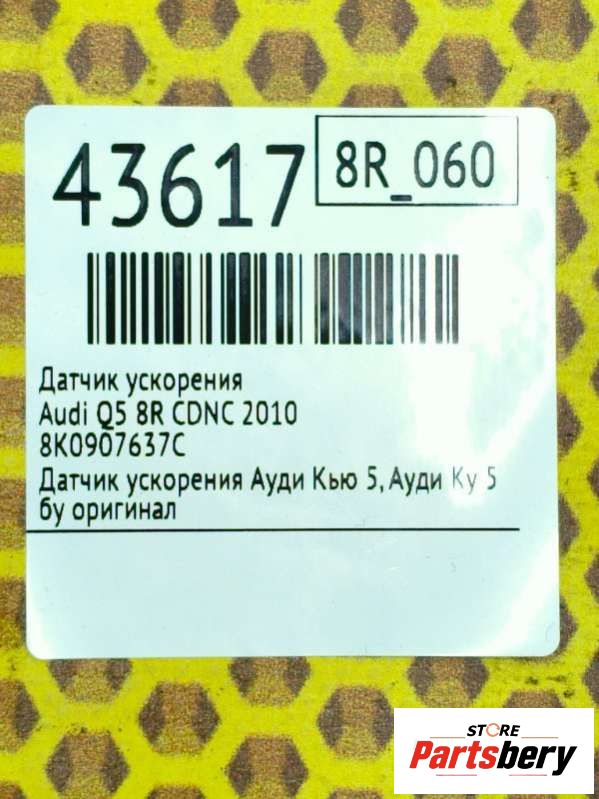 43617
8R_060
Датчик ускорения
Audi Q5 8R CDNC 2010
8K0907637C
Датчик ускорения Ауди Кью 5, Ауди Ку 5
бу оригинал
STORE
Partsbery